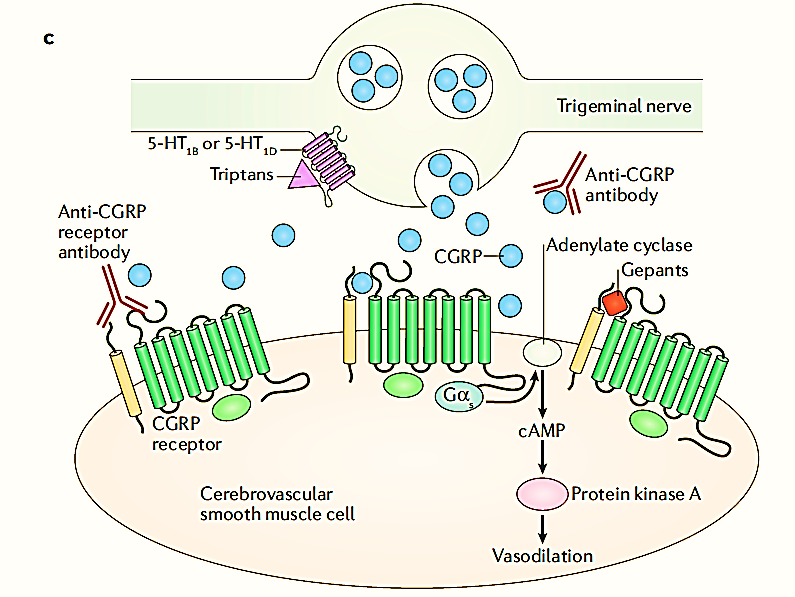 c
Trigeminal nerve
5-HT1B or 5-HT1D
Triptans
Anti-CGRP
antibody
Anti-CGRP
receptor
antibody
CGRP
Adenylate cyclase
Gepants
Gαs
CGRP
receptor
cAMP
Cerebrovascular
smooth muscle cell
Protein kinase A
Vasodilation